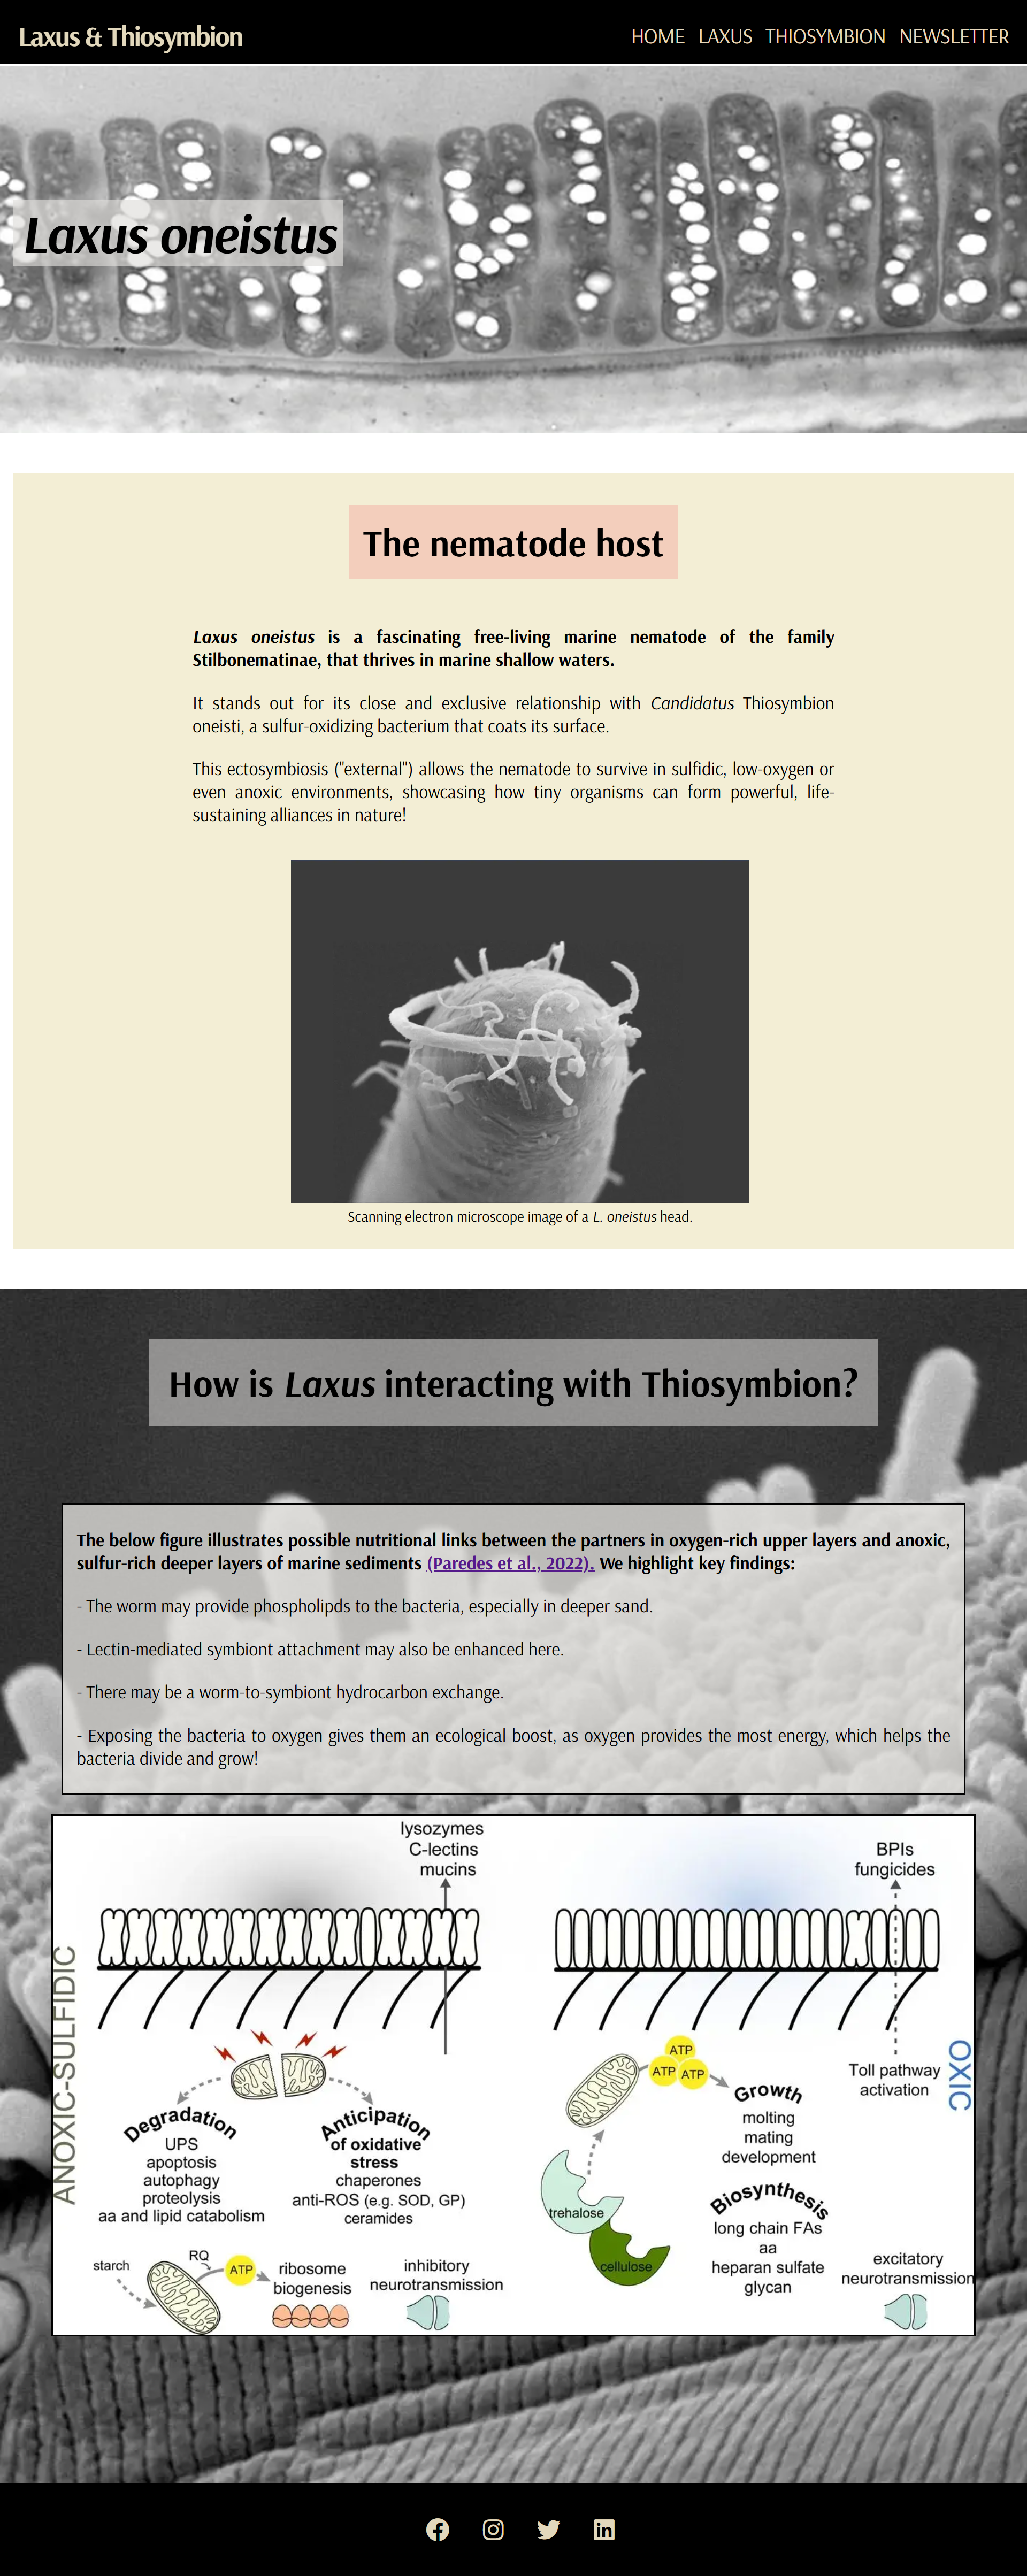 Laxus & Thiosymbion
HOME LAXUS THIOSYMBION NEWSLETTER
Laxus oneistus
The nematode host
Laxus oneistus is a fascinating free-living marine nematode of the family
Stilbonematinae, that thrives in marine shallow waters.
It stands out for its close and exclusive relationship with Candidatus Thiosymbion
oneisti, a sulfur-oxidizing bacterium that coats its surface.
This ectosymbiosis ("external") allows the nematode to survive in sulfidic, low-oxygen or
even anoxic environments, showcasing how tiny organisms can form powerful, life-
sustaining alliances in nature!
Scanning electron microscope image of a L. oneistus head.
How is Laxus interacting with Thiosymbion?
The below figure illustrates possible nutritional links between the partners in oxygen-rich upper layers and anoxic,
sulfur-rich deeper layers of marine sediments (Paredes et al., 2022). We highlight key findings:
- The worm may provide phospholipds to the bacteria, especially in deeper sand.
- Lectin-mediated symbiont attachment may also be enhanced here.
- There may be a worm-to-symbiont hydrocarbon exchange.
- Exposing the bacteria to oxygen gives them an ecological boost, as oxygen provides the most energy, which helps the
bacteria divide and grow!
ANOXIC-SULFIDIC
lysozymes
C-lectins
mucins
Degradation
UPS
apoptosis
autophagy
proteolysis
aa and lipid catabolism
Anticipation
of oxidative
stress
chaperones
anti-ROS (e.g. SOD, GP)
ceramides
starch
RQ
ATP
ribosome
biogenesis
inhibitory
neurotransmission
BPIs
fungicides
OXIC
Toll pathway
activation
ATP
ATP
ATP
Growth
molting
mating
development
trehalose
cellulose
Biosynthesis
long chain FAs
aa
heparan sulfate
glycan
excitatory
neurotransmission